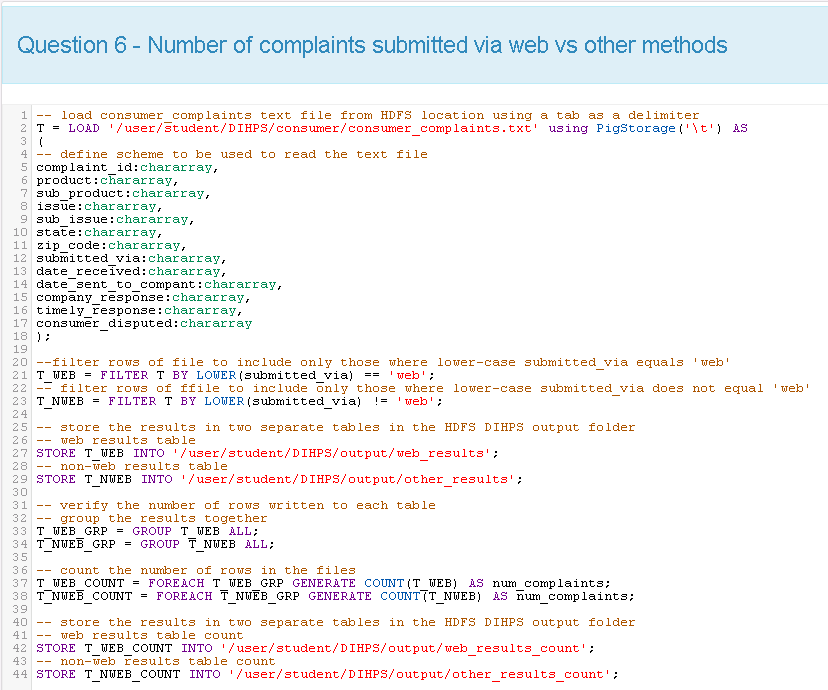 Question 6 - Number of complaints submitted via web vs other methods
1 -- load consumer_complaints text file from HDFS location using a tab as a delimiter
2 T = LOAD '/user/student/DIHPS/consumer/consumer_complaints.txt' using PigStorage('\t') AS
3 (
4 -- define scheme to be used to read the text file
5 complaint_id:chararray,
6 product:chararray,
7 sub_product:chararray,
8 issue:chararray,
9 sub_issue:chararray,
10 state:chararray,
11 zip_code:chararray,
12 submitted_via:chararray,
13 date_received:chararray,
14 date_sent_to_compant:chararray,
15 company_response:chararray,
16 timely_response:chararray,
17 consumer_disputed:chararray
18 );
19
20 --filter rows of file to include only those where lower-case submitted_via equals 'web'
21 T_WEB = FILTER T BY LOWER(submitted_via) == 'web';
22 -- filter rows of ffile to include only those where lower-case submitted_via does not equal 'web'
23 T_NWEB = FILTER T BY LOWER(submitted_via) != 'web';
24
25 -- store the results in two separate tables in the HDFS DIHPS output folder
26 -- web results table
27 STORE T_WEB INTO '/user/student/DIHPS/output/web_results';
28 -- non-web results table
29 STORE T_NWEB INTO '/user/student/DIHPS/output/other_results';
30
31 -- verify the number of rows written to each table
32 -- group the results together
33 T_WEB_GRP = GROUP T_WEB ALL;
34 T_NWEB_GRP = GROUP T_NWEB ALL;
35
36 -- count the number of rows in the files
37 T_WEB_COUNT = FOREACH T_WEB_GRP GENERATE COUNT(T_WEB) AS num_complaints;
38 T_NWEB_COUNT = FOREACH T_NWEB_GRP GENERATE COUNT(T_NWEB) AS num_complaints;
39
40 -- store the results in two separate tables in the HDFS DIHPS output folder
41 -- web results table count
42 STORE T_WEB_COUNT INTO '/user/student/DIHPS/output/web_results_count';
43 -- non-web results table count
44 STORE T_NWEB_COUNT INTO '/user/student/DIHPS/output/other_results_count';